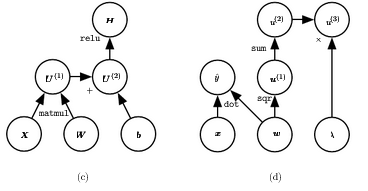 H
relu
U(1) U(2)
+
matmul
X W b
(c)
u(2) u(3)
sum ×
ŷ u(1)
dot sqr
x w λ
(d)